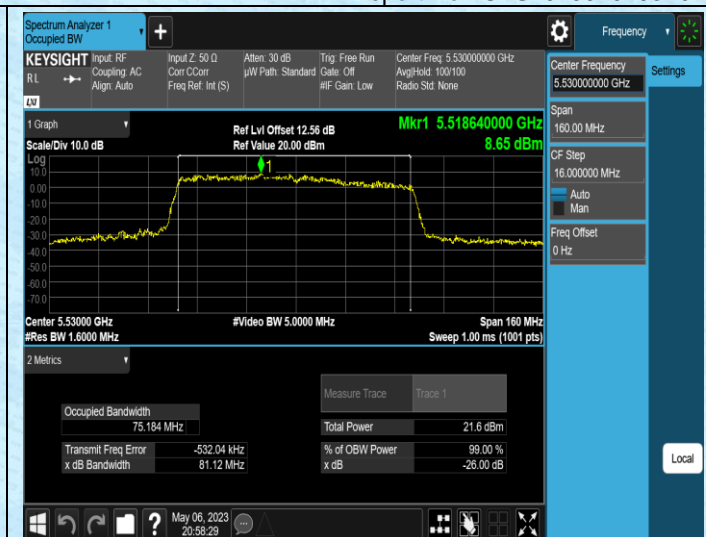 Spectrum Analyzer 1
Occupied BW
Frequency
KEYSIGHT
R L
Input: RF
Coupling: AC
Align: Auto
Input Z: 50 Ω
Corr CCorr
Freq Ref: Int (S)
Atten: 30 dB
µW Path: Standard
Trig: Free Run
Gate: Off
#IF Gain: Low
Center Freq: 5.530000000 GHz
Avg|Hold: 100/100
Radio Std: None
LXI
Center Frequency
5.530000000 GHz
Settings
Span
160.00 MHz
CF Step
16.000000 MHz
Auto
Man
Freq Offset
0 Hz
1 Graph
Scale/Div 10.0 dB
Ref Lvl Offset 12.56 dB
Ref Value 20.00 dBm
Mkr1 5.518640000 GHz
8.65 dBm
Log
10.0
0.00
-10.0
-20.0
-30.0
-40.0
-50.0
-60.0
-70.0
1
Center 5.53000 GHz
#Res BW 1.6000 MHz
#Video BW 5.0000 MHz
Span 160 MHz
Sweep 1.00 ms (1001 pts)
2 Metrics
Measure Trace
Trace 1
Occupied Bandwidth
75.184 MHz
Total Power
21.6 dBm
Transmit Freq Error
-532.04 kHz
% of OBW Power
99.00 %
x dB Bandwidth
81.12 MHz
x dB
-26.00 dB
Local
?
May 06, 2023
20:58:29